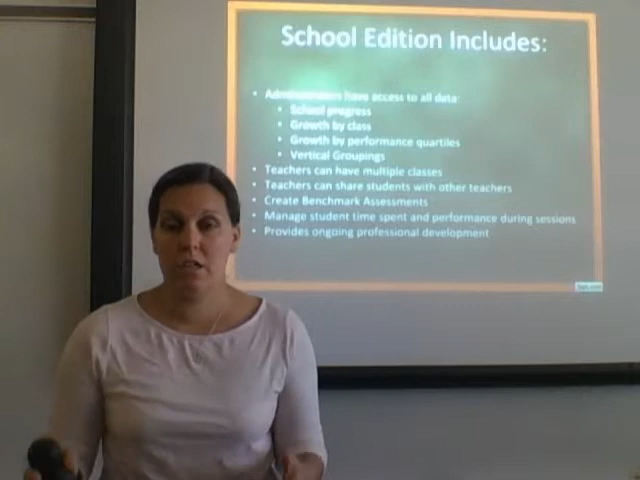 School Edition Includes:
• Administrators have access to all data:
• School progress
• Growth by class
• Growth by performance quartiles
• Vertical Groupings
• Teachers can have multiple classes
• Teachers can share students with other teachers
• Create Benchmark Assessments
• Manage student time spent and performance during sessions
• Provides ongoing professional development